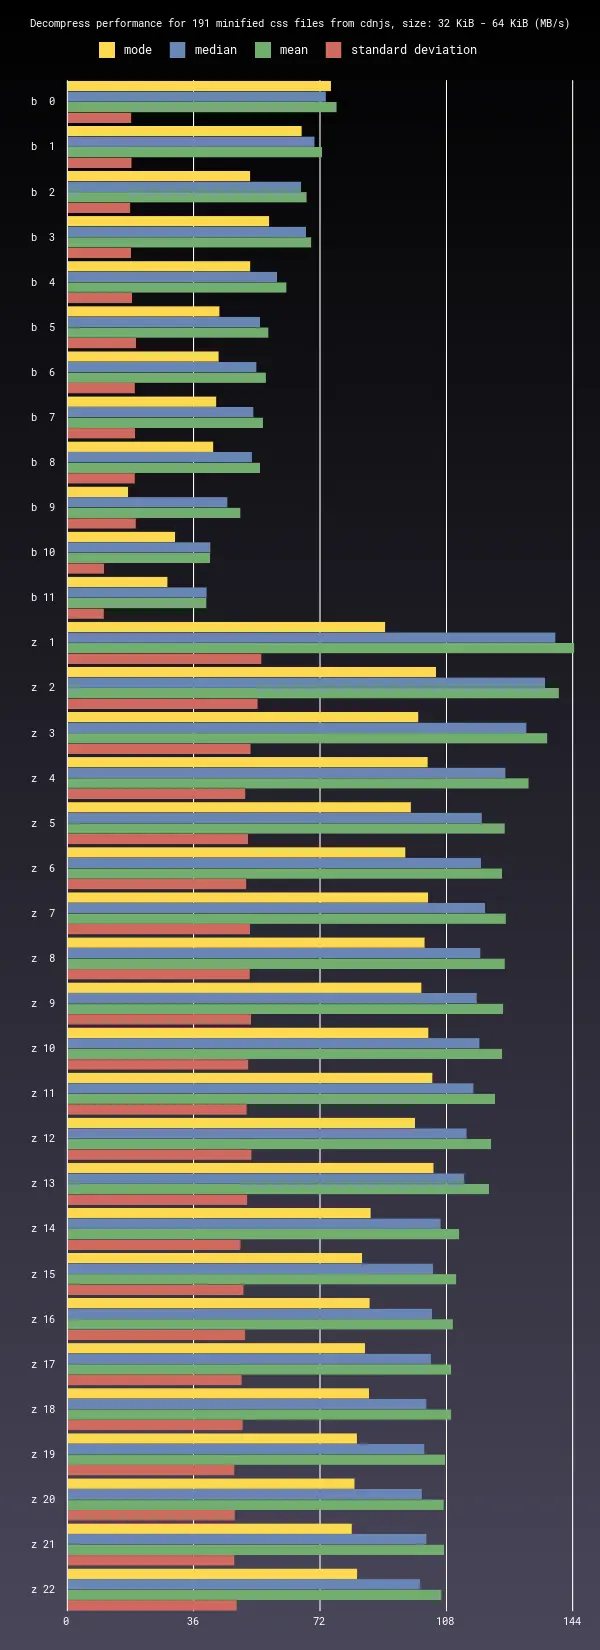 Decompress performance for 191 minified css files from cdnjs, size: 32 KiB - 64 KiB (MB/s)
mode median mean standard deviation
b 0
b 1
b 2
b 3
b 4
b 5
b 6
b 7
b 8
b 9
b 10
b 11
z 1
z 2
z 3
z 4
z 5
z 6
z 7
z 8
z 9
z 10
z 11
z 12
z 13
z 14
z 15
z 16
z 17
z 18
z 19
z 20
z 21
z 22
0 36 72 108 144